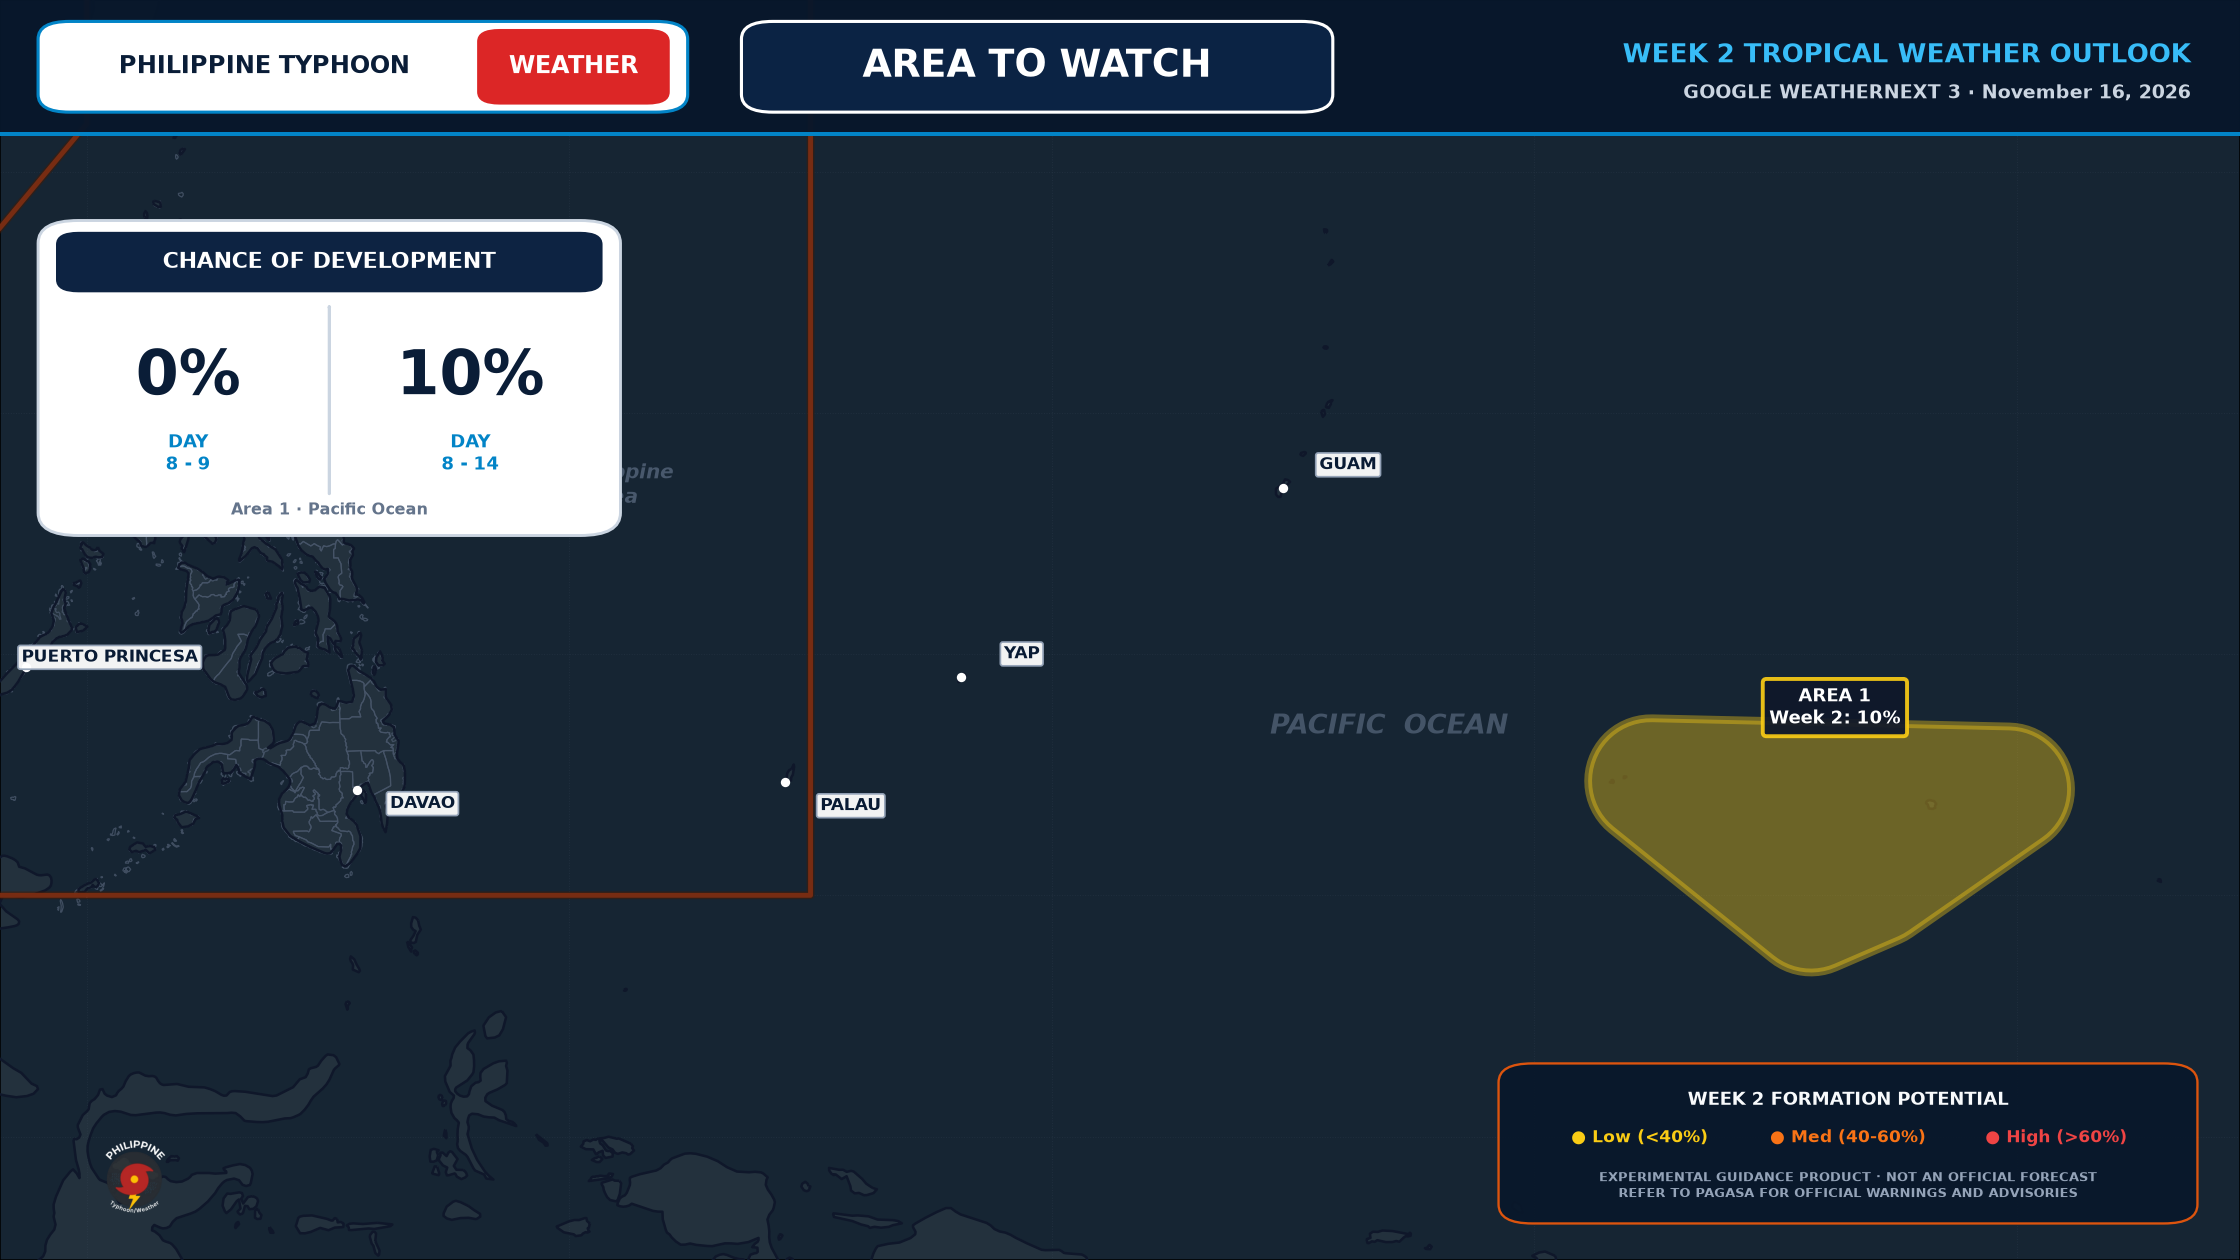 PHILIPPINE TYPHOON WEATHER
AREA TO WATCH
WEEK 2 TROPICAL WEATHER OUTLOOK
GOOGLE WEATHERNEXT 3 · November 16, 2026
CHANCE OF DEVELOPMENT
0%
DAY
8 - 9
10%
DAY
8 - 14
Area 1 · Pacific Ocean
GUAM
PUERTO PRINCESA
YAP
AREA 1
Week 2: 10%
PACIFIC OCEAN
DAVAO
PALAU
WEEK 2 FORMATION POTENTIAL
Low (<40%)
Med (40-60%)
High (>60%)
EXPERIMENTAL GUIDANCE PRODUCT · NOT AN OFFICIAL FORECAST
REFER TO PAGASA FOR OFFICIAL WARNINGS AND ADVISORIES
PHILIPPINE
Typhoon/Weather